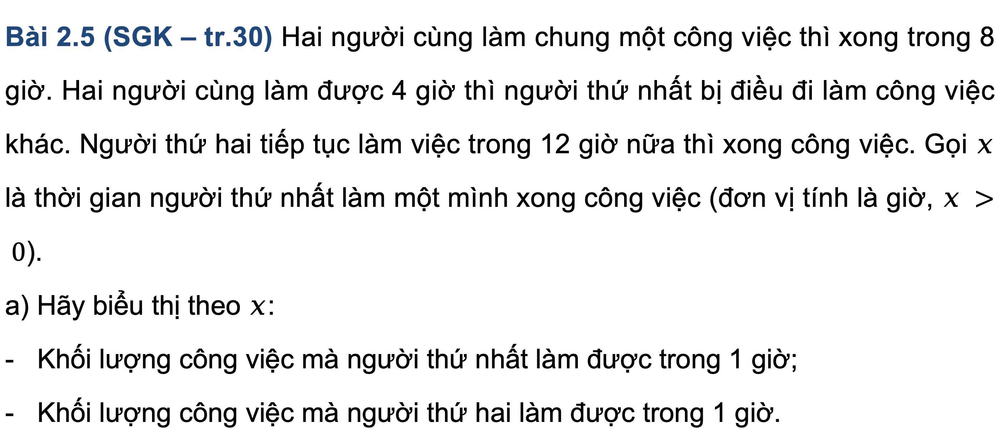 Bài 2.5 (SGK – tr.30) Hai người cùng làm chung một công việc thì xong trong 8
giờ. Hai người cùng làm được 4 giờ thì người thứ nhất bị điều đi làm công việc
khác. Người thứ hai tiếp tục làm việc trong 12 giờ nữa thì xong công việc. Gọi x
là thời gian người thứ nhất làm một mình xong công việc (đơn vị tính là giờ, x >
0).
a) Hãy biểu thị theo x:
- Khối lượng công việc mà người thứ nhất làm được trong 1 giờ;
- Khối lượng công việc mà người thứ hai làm được trong 1 giờ.